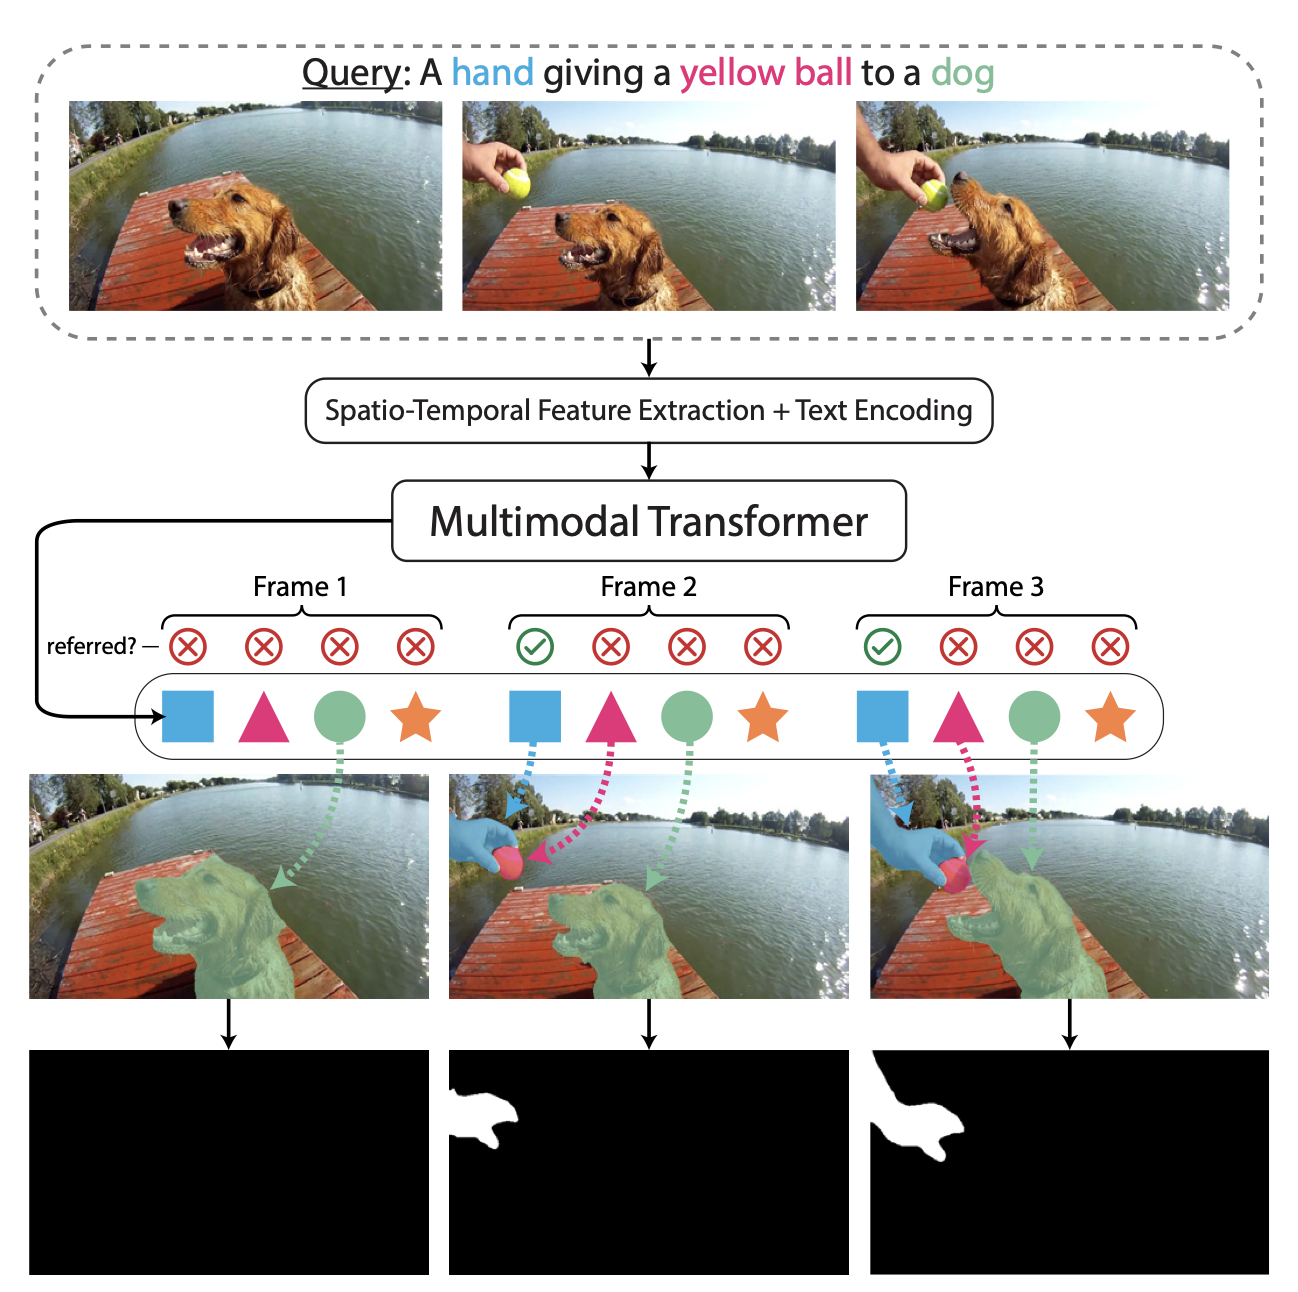 Query: A hand giving a yellow ball to a dog
Spatio-Temporal Feature Extraction + Text Encoding
Multimodal Transformer
Frame 1 Frame 2 Frame 3
referred?